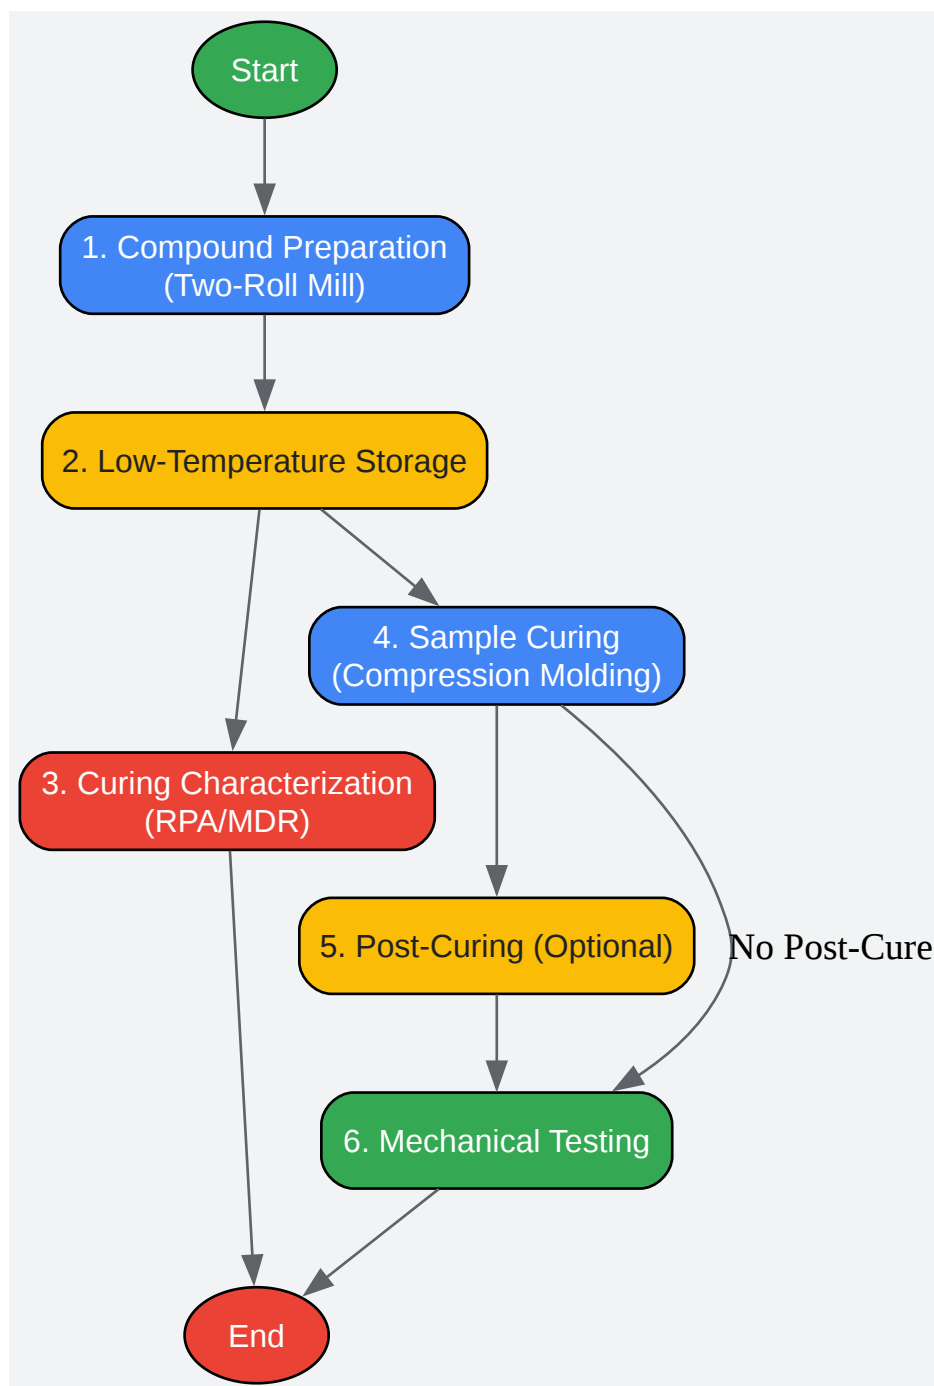 Start
1. Compound Preparation
(Two-Roll Mill)
2. Low-Temperature Storage
4. Sample Curing
(Compression Molding)
3. Curing Characterization
(RPA/MDR)
5. Post-Curing (Optional)
No Post-Cure
6. Mechanical Testing
End